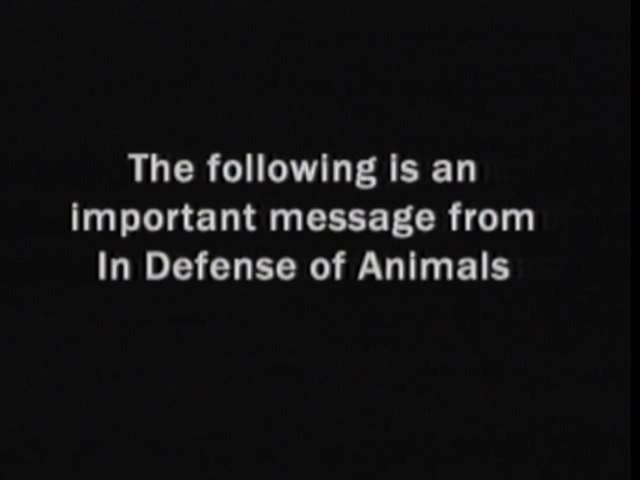 The following is an
important message from
In Defense of Animals